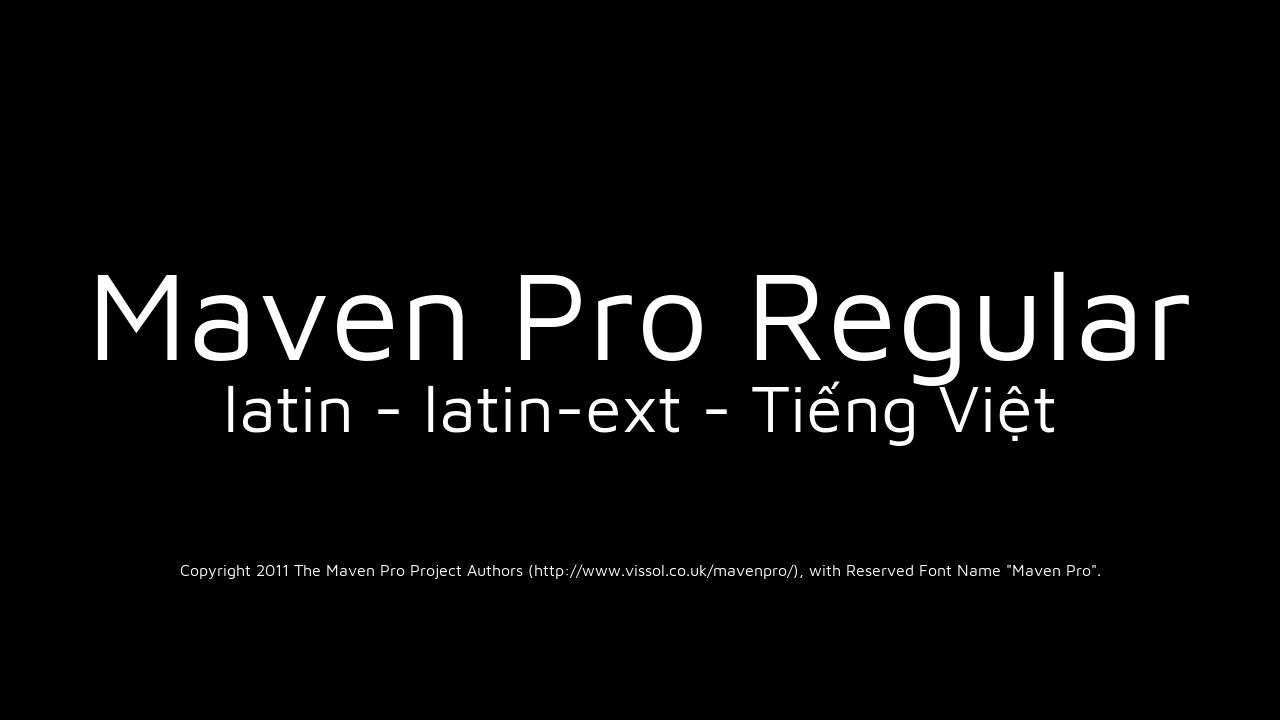 Maven Pro Regular
latin - latin-ext - Tiếng Việt
Copyright 2011 The Maven Pro Project Authors (http://www.vissol.co.uk/mavenpro/), with Reserved Font Name "Maven Pro".